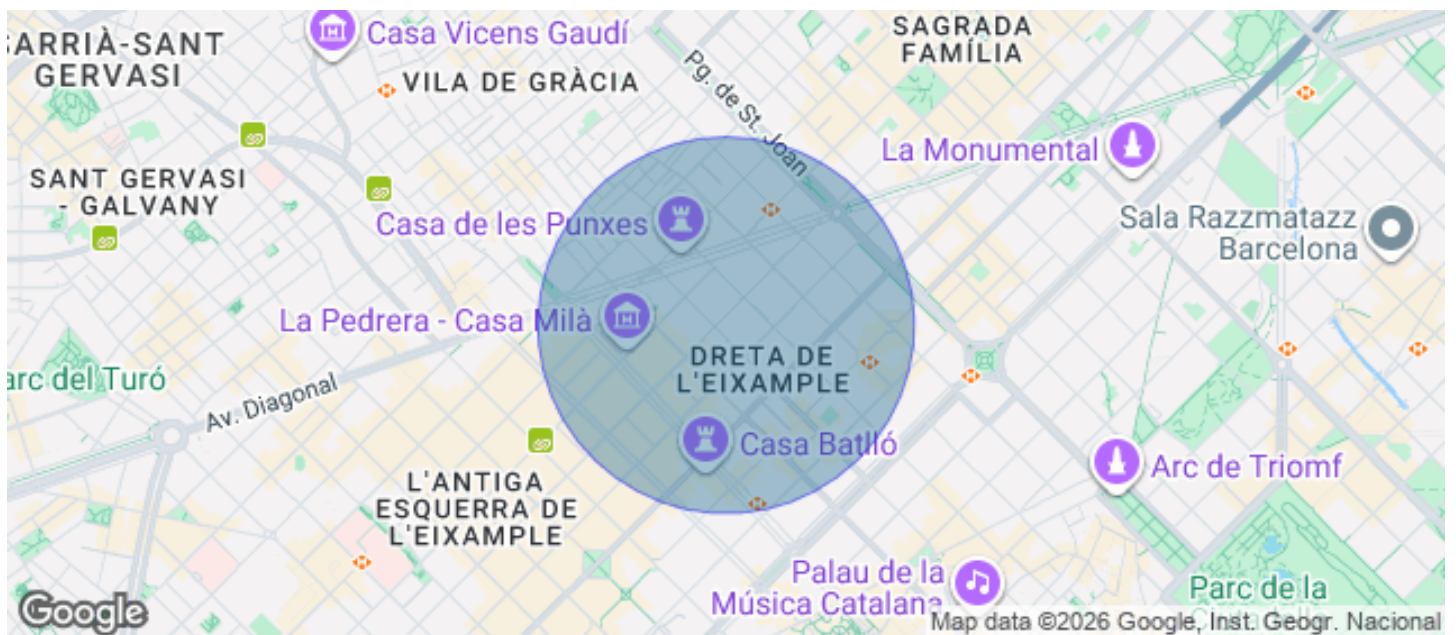 SARRIÀ-SANT
GERVASI
Casa Vicens Gaudí
VILA DE GRÀCIA
SAGRADA
FAMÍLIA
Pg. de St. Joan
La Monumental
SANT GERVASI
- GALVANY
Casa de les Punxes
Sala Razzmatazz
Barcelona
La Pedrera - Casa Milà
DRETA DE
L'EIXAMPLE
arc del Turó
Av. Diagonal
Casa Batlló
Arc de Triomf
L'ANTIGA
ESQUERRA DE
L'EIXAMPLE
Palau de la
Música Catalana
Parc de la
Google
Map data ©2026 Google, Inst. Geogr. Nacional